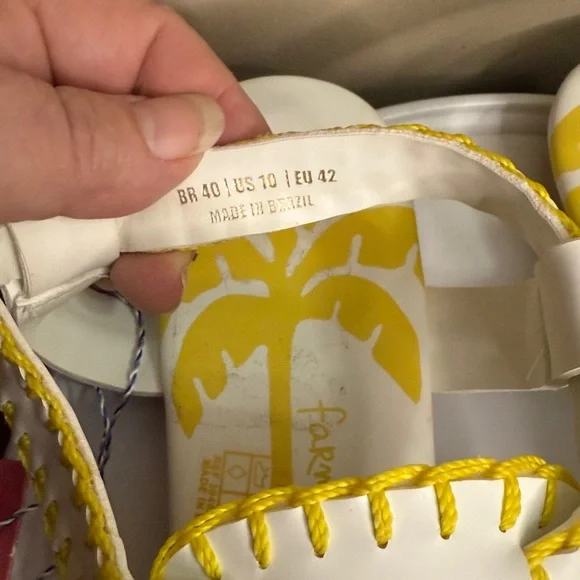 BR 40 | US 10 | EU 42
MADE IN BRAZIL
farm